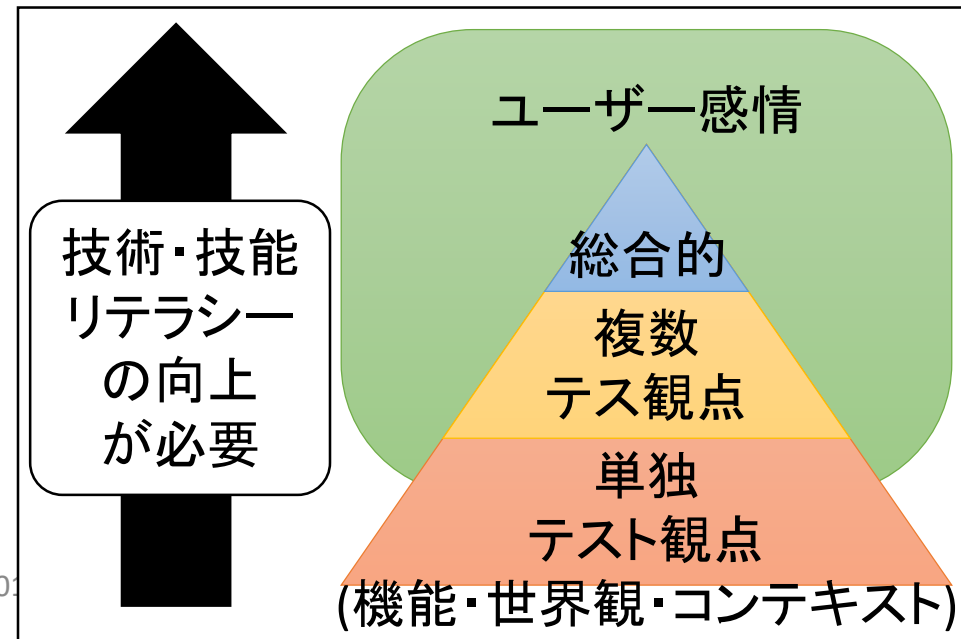 ユーザー感情
技術・技能
リテラシー
の向上
が必要
総合的
複数
テス観点
単独
テスト観点
(機能・世界観・コンテキスト)